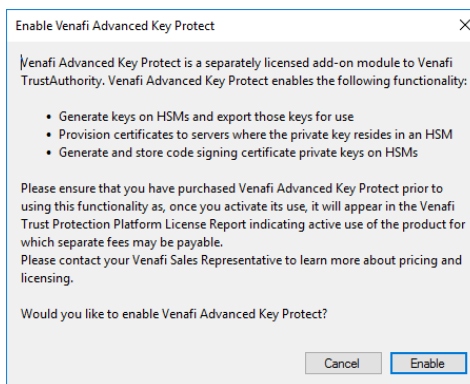 Enable Venafi Advanced Key Protect
Venafi Advanced Key Protect is a separately licensed add-on module to Venafi
TrustAuthority. Venafi Advanced Key Protect enables the following functionality:
• Generate keys on HSMs and export those keys for use
• Provision certificates to servers where the private key resides in an HSM
• Generate and store code signing certificate private keys on HSMs
Please ensure that you have purchased Venafi Advanced Key Protect prior to
using this functionality as, once you activate its use, it will appear in the Venafi
Trust Protection Platform License Report indicating active use of the product for
which separate fees may be payable.
Please contact your Venafi Sales Representative to learn more about pricing and
licensing.
Would you like to enable Venafi Advanced Key Protect?
Cancel Enable